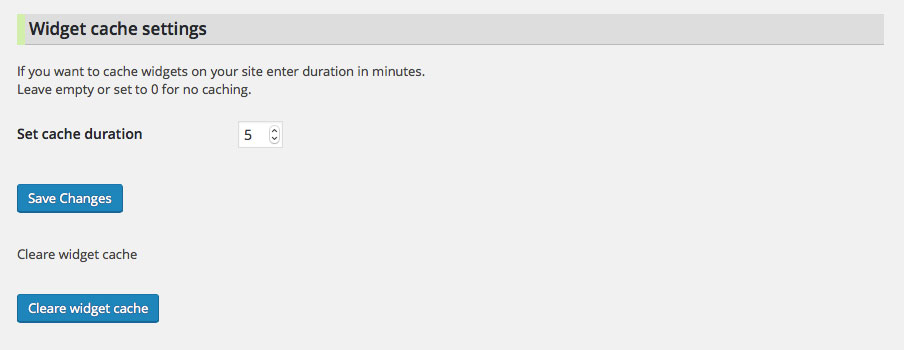 Widget cache settings
If you want to cache widgets on your site enter duration in minutes.
Leave empty or set to 0 for no caching.
Set cache duration 5
Save Changes
Cleare widget cache
Cleare widget cache